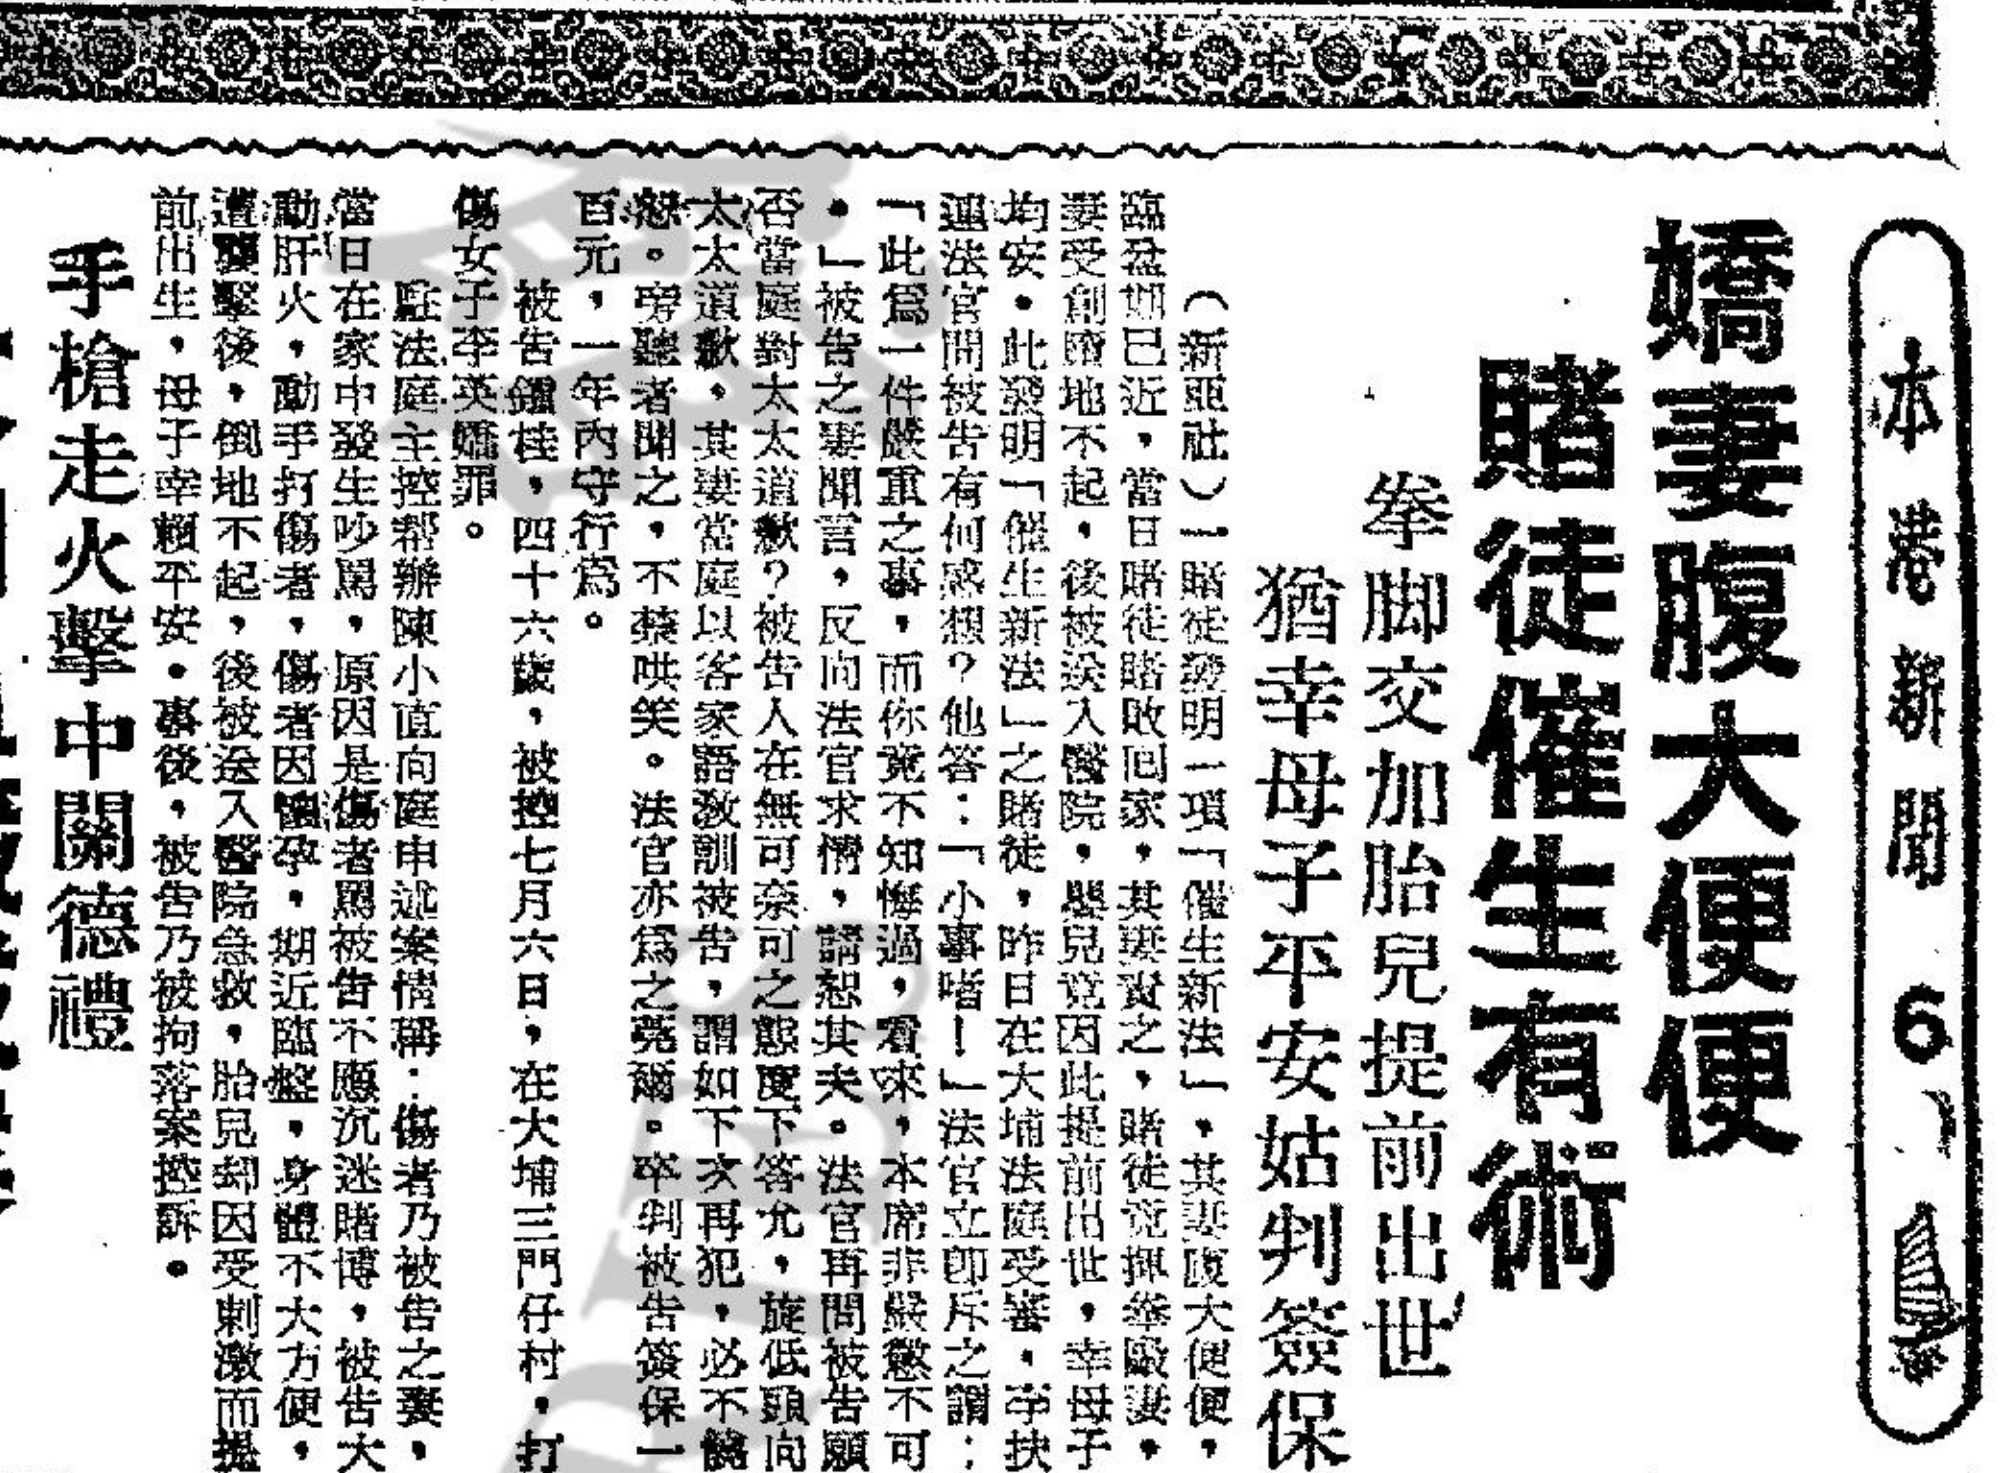 本港新聞
6
嬌妻腹大便便
賭徒催生有術
拳脚交加胎兒提前出世
猶幸母子平安姑判簽保
（新亞社）一賭徒發明一項「催生新法」，其妻腹大便便，
臨盆期已近，當日賭徒賭敗回家，其妻責之，賭徒竟揮拳毆妻，
妻受創墮地不起，後被送入醫院，嬰兒竟因此提前出世，幸母子
均安。此發明「催生新法」之賭徒，昨日在大埔法庭受審，
法官問被告有何感想？他答：「小事啫！」法官立卽斥之謂：
「此爲一件嚴重之事，而你竟不知悔過，看來，本席非嚴懲不可
。」被告之妻聞言，反向法官求情，請恕其夫。法官再問被告願
否當庭對太太道歉？被告人在無可奈何之態度下答允，旋低頭向
太太道歉，其妻當庭以客家語敎訓被告，謂如下次再犯，必不饒
恕。旁聽者聞之，不禁哄笑。法官亦爲之莞爾。卒判被告簽保一
百元，一年內守行爲。
被告鍾桂，四十六歲，被控七月六日，在大埔三門仔村，打
傷女子李英嬌罪。
駐法庭主控帮辦陳小直向庭申述案情稱：傷者乃被告之妻，
當日在家中發生吵罵，原因是傷者罵被告不應沉迷賭博，被告大
動肝火，動手打傷者，傷者因懷孕，期近臨盤，身體不大方便，
遭襲擊後，倒地不起，後被送入醫院急救，胎兒却因受刺激而提
前出生，母子幸賴平安。事後，被告乃被拘落案控訴。
手槍走火擊中關德禮